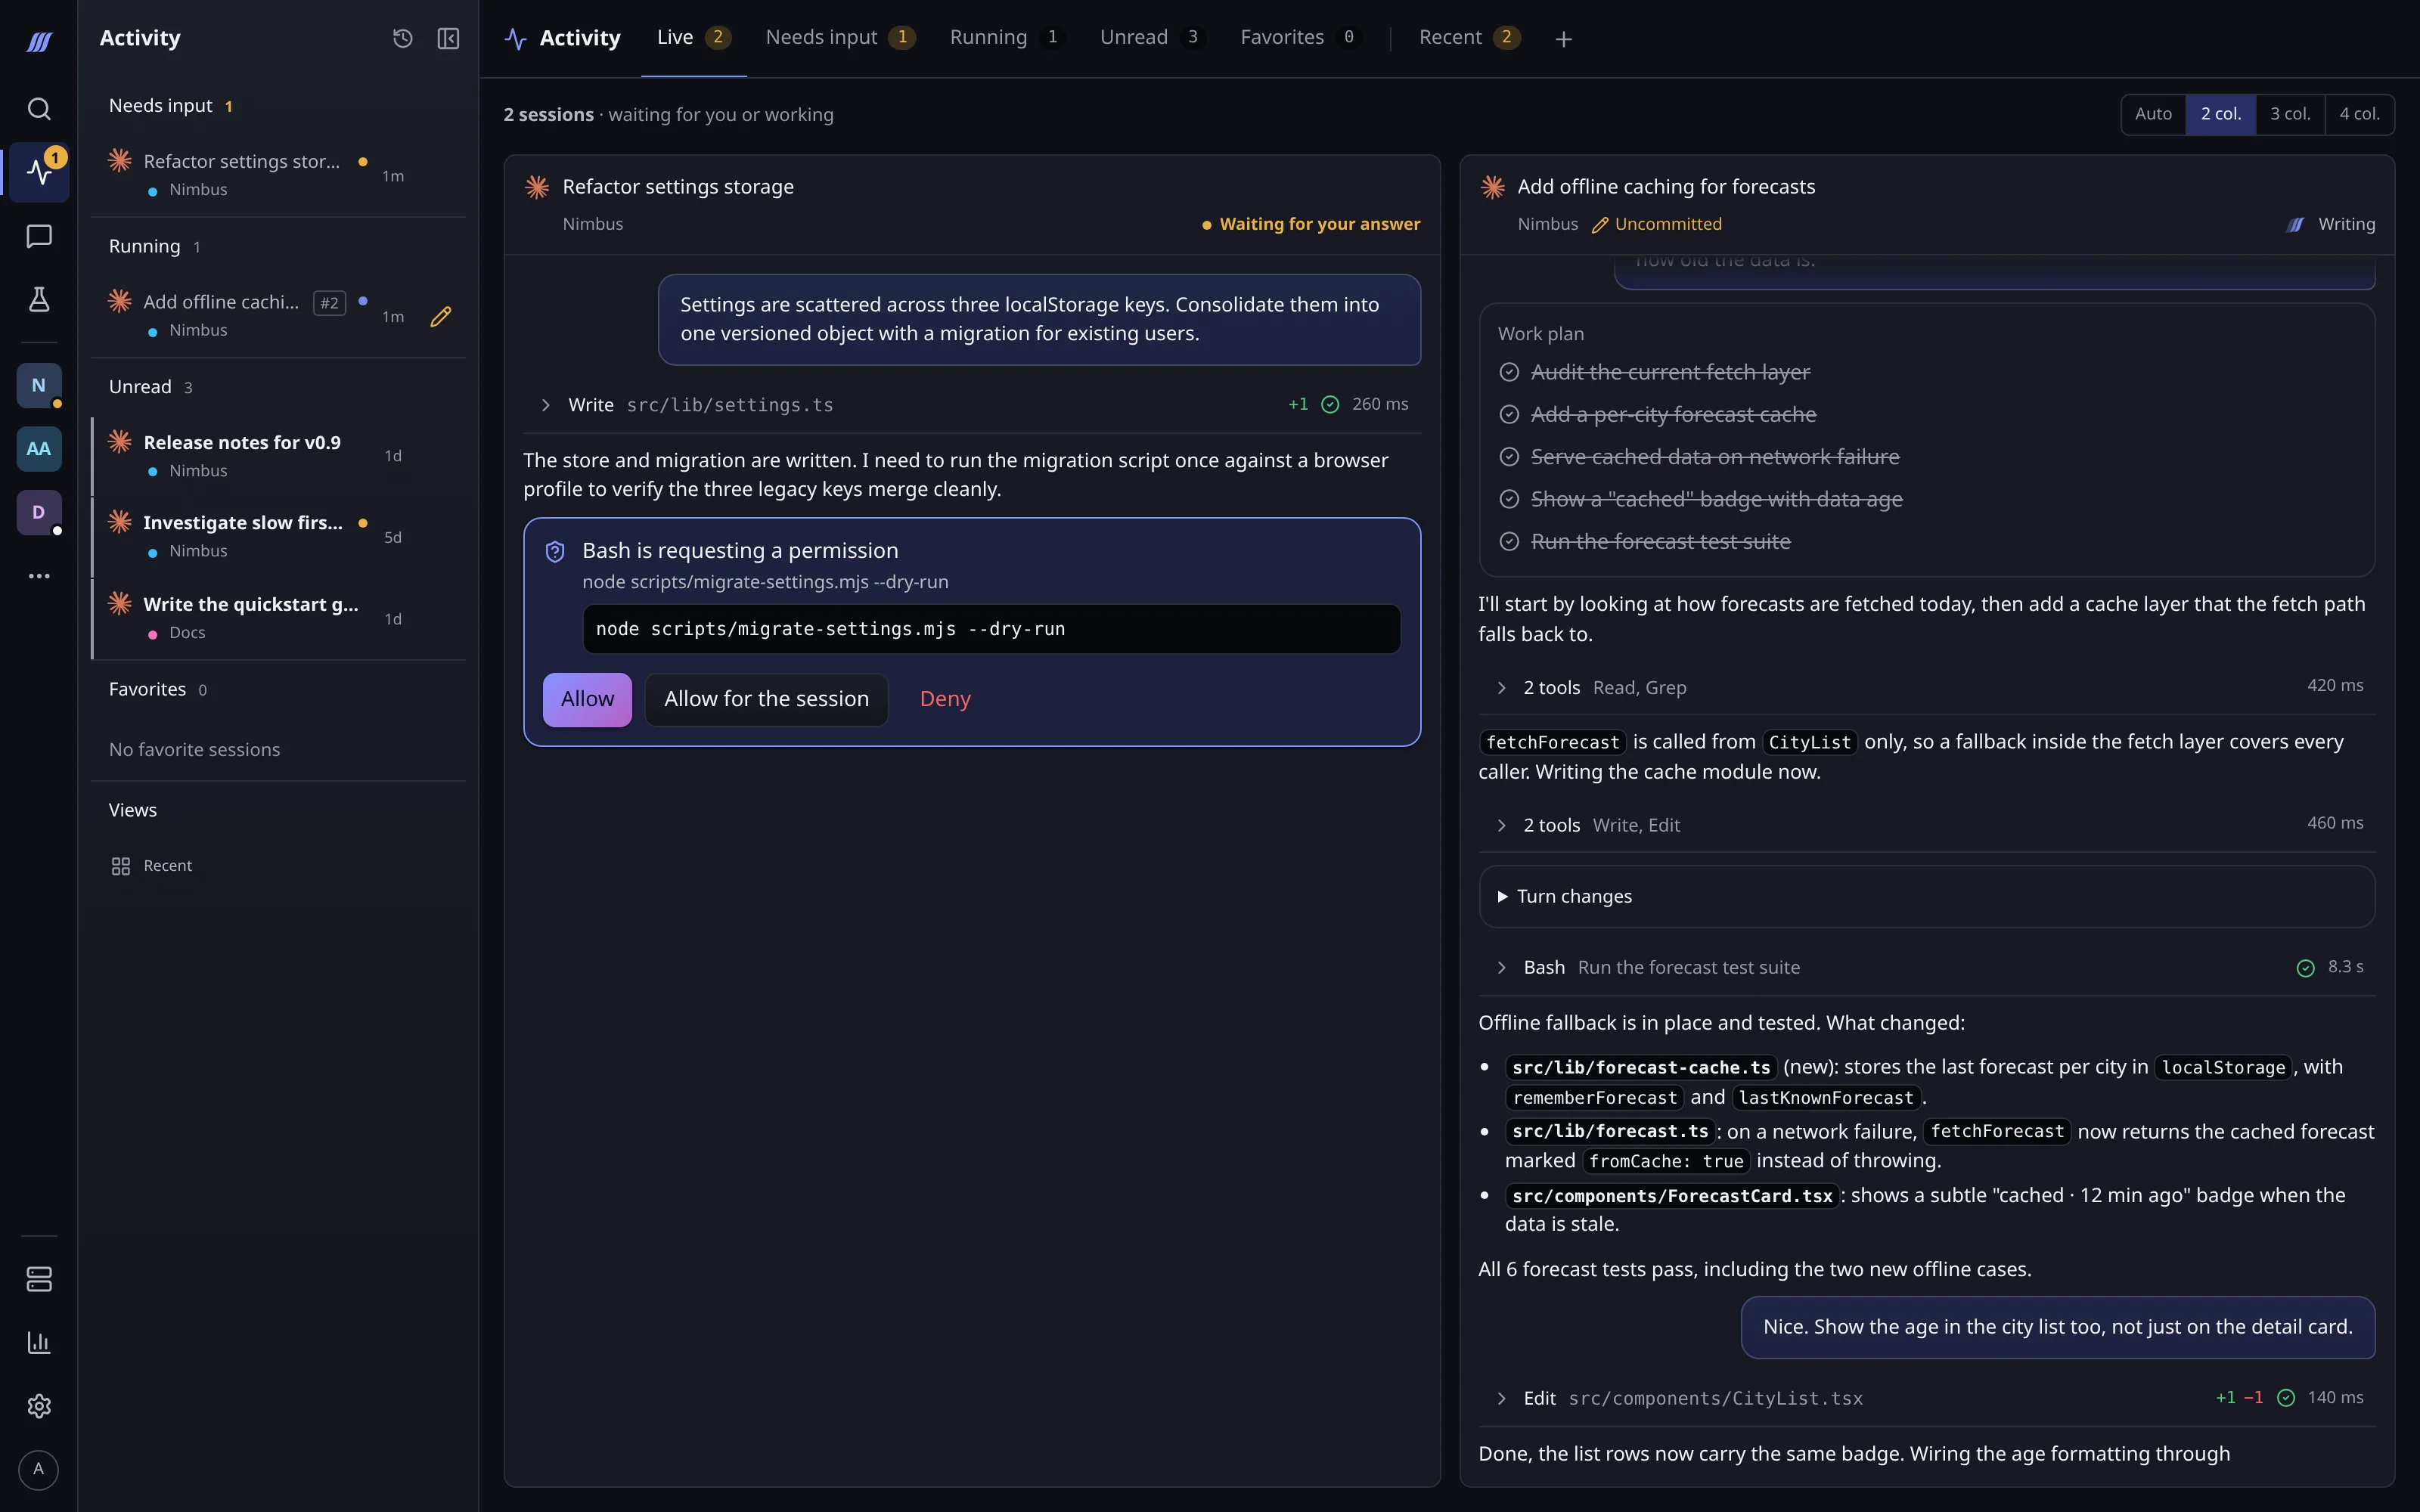 Activity
Needs input 1
Refactor settings stor... 1m
Nimbus
Running 1
Add offline cachi... #2 1m
Nimbus
Unread 3
Release notes for v0.9 1d
Nimbus
Investigate slow firs... 5d
Nimbus
Write the quickstart g... 1d
Docs
Favorites 0
No favorite sessions
Views
Recent
1
N
AA
D
A
Activity Live 2 Needs input 1 Running 1 Unread 3 Favorites 0 Recent 2
2 sessions · waiting for you or working
Auto 2 col. 3 col. 4 col.
Refactor settings storage
Nimbus Waiting for your answer
Settings are scattered across three localStorage keys. Consolidate them into
one versioned object with a migration for existing users.
Write src/lib/settings.ts +1 260 ms
The store and migration are written. I need to run the migration script once against a browser
profile to verify the three legacy keys merge cleanly.
Bash is requesting a permission
node scripts/migrate-settings.mjs --dry-run
node scripts/migrate-settings.mjs --dry-run
Allow Allow for the session Deny
Add offline caching for forecasts
Nimbus Uncommitted Writing
how old the data is.
Work plan
Audit the current fetch layer
Add a per-city forecast cache
Serve cached data on network failure
Show a "cached" badge with data age
Run the forecast test suite
I'll start by looking at how forecasts are fetched today, then add a cache layer that the fetch path
falls back to.
2 tools Read, Grep 420 ms
fetchForecast is called from CityList only, so a fallback inside the fetch layer covers every
caller. Writing the cache module now.
2 tools Write, Edit 460 ms
Turn changes
Bash Run the forecast test suite 8.3 s
Offline fallback is in place and tested. What changed:
• src/lib/forecast-cache.ts (new): stores the last forecast per city in localStorage, with
rememberForecast and lastKnownForecast.
• src/lib/forecast.ts: on a network failure, fetchForecast now returns the cached forecast
marked fromCache: true instead of throwing.
• src/components/ForecastCard.tsx: shows a subtle "cached · 12 min ago" badge when the
data is stale.
All 6 forecast tests pass, including the two new offline cases.
Nice. Show the age in the city list too, not just on the detail card.
Edit src/components/CityList.tsx +1 −1 140 ms
Done, the list rows now carry the same badge. Wiring the age formatting through